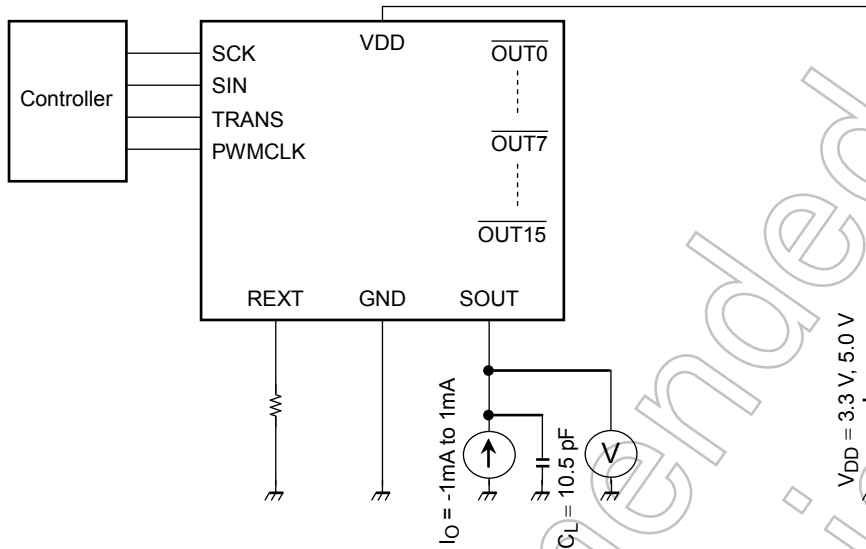 Controller
SCK
SIN
TRANS
PWMCLK
VDD
OUT0
OUT7
OUT15
REXT
GND
SOUT
IO = -1mA to 1mA
CL = 10.5 pF
V
VDD = 3.3 V, 5.0 V
ended